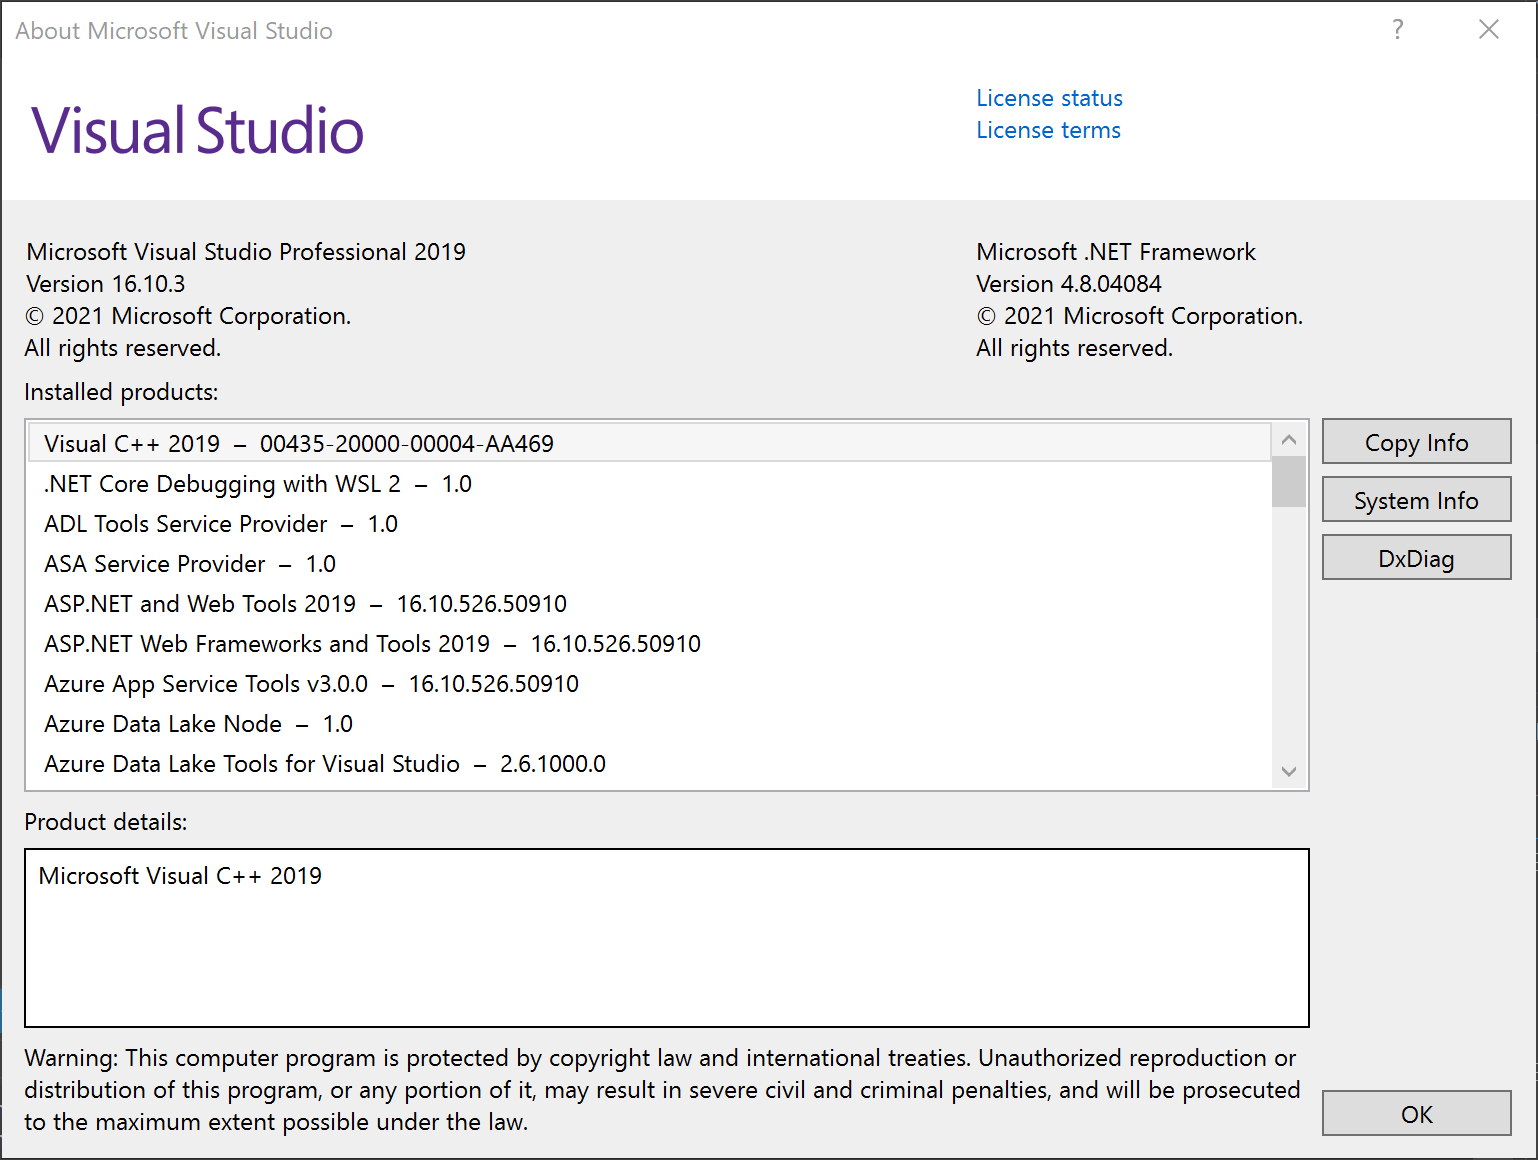 About Microsoft Visual Studio
?
Visual Studio
License status
License terms
Microsoft Visual Studio Professional 2019
Version 16.10.3
© 2021 Microsoft Corporation.
All rights reserved.
Microsoft .NET Framework
Version 4.8.04084
© 2021 Microsoft Corporation.
All rights reserved.
Installed products:
Visual C++ 2019 – 00435-20000-00004-AA469
.NET Core Debugging with WSL 2 – 1.0
ADL Tools Service Provider – 1.0
ASA Service Provider – 1.0
ASP.NET and Web Tools 2019 – 16.10.526.50910
ASP.NET Web Frameworks and Tools 2019 – 16.10.526.50910
Azure App Service Tools v3.0.0 – 16.10.526.50910
Azure Data Lake Node – 1.0
Azure Data Lake Tools for Visual Studio – 2.6.1000.0
Copy Info
System Info
DxDiag
Product details:
Microsoft Visual C++ 2019
Warning: This computer program is protected by copyright law and international treaties. Unauthorized reproduction or
distribution of this program, or any portion of it, may result in severe civil and criminal penalties, and will be prosecuted
to the maximum extent possible under the law.
OK